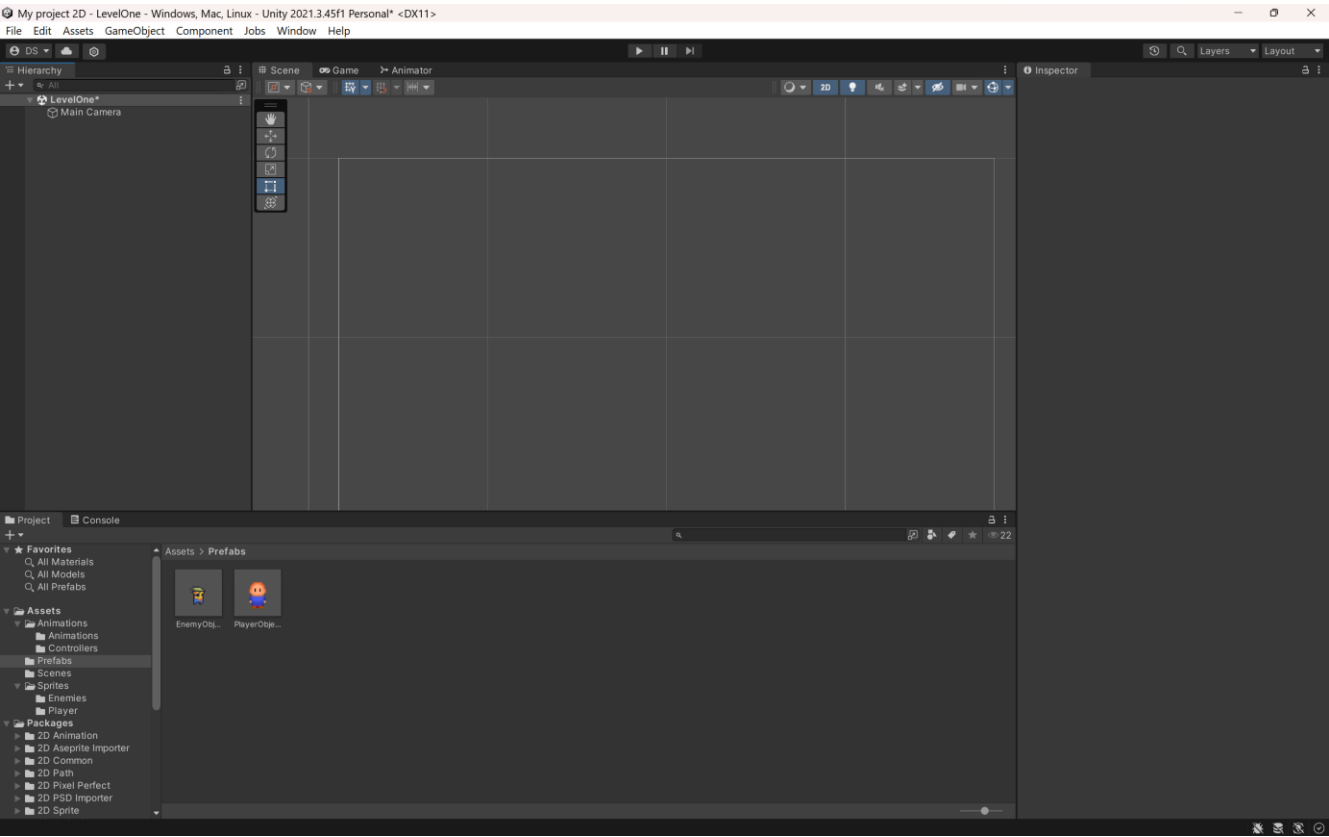 My project 2D - LevelOne - Windows, Mac, Linux - Unity 2021.3.45f1 Personal* <DX11>
File Edit Assets GameObject Component Jobs Window Help
DS Layers Layout
Hierarchy
All
LevelOne*
Main Camera
Scene Game Animator
2D
Inspector
Project Console
22
Favorites
All Materials
All Models
All Prefabs
Assets
Animations
Animations
Controllers
Prefabs
Scenes
Sprites
Enemies
Player
Packages
2D Animation
2D Aseprite Importer
2D Common
2D Path
2D Pixel Perfect
2D PSD Importer
2D Sprite
Assets > Prefabs
EnemyObj... PlayerObje...